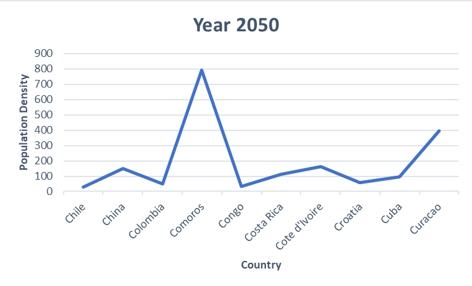 Year 2050
900
800
700
600
500
400
300
200
100
0
Population Density
Chile
China
Colombia
Comoros
Congo
Costa Rica
Cote d'Ivoire
Croatia
Cuba
Curacao
Country